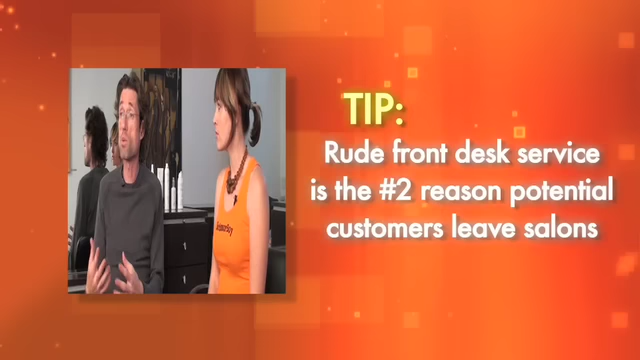 TIP:
Rude front desk service
is the #2 reason potential
customers leave salons